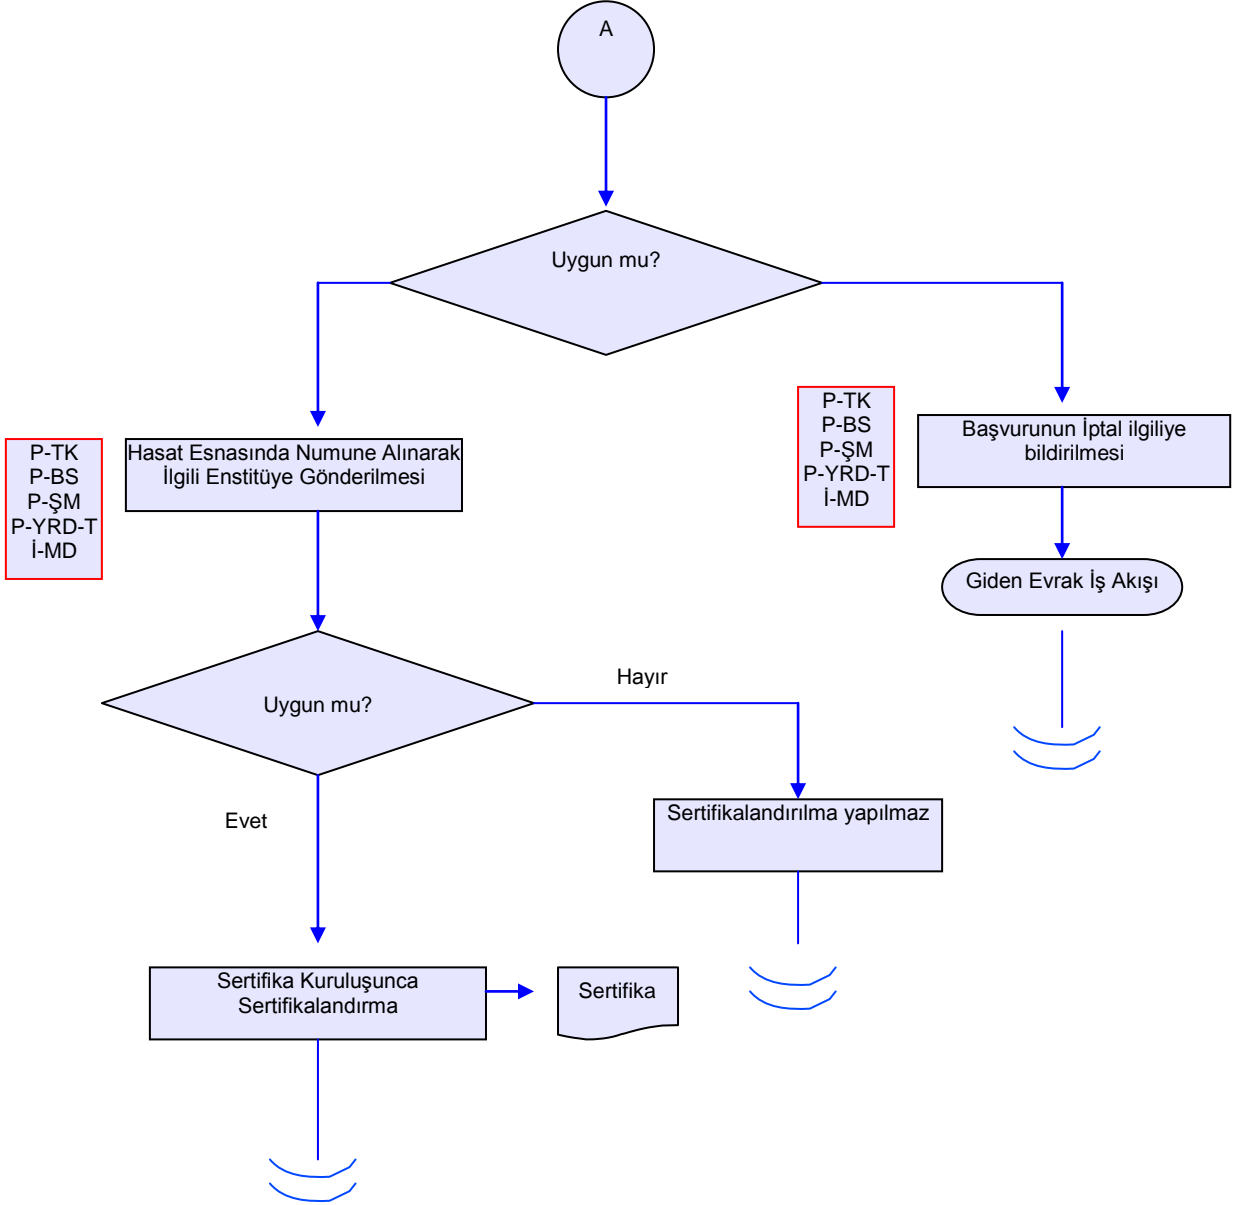 A
Uygun mu?
P-TK
P-BS
P-ŞM
P-YRD-T
İ-MD
Başvurunun İptal ilgiliye
bildirilmesi
P-TK
P-BS
P-ŞM
P-YRD-T
İ-MD
Hasat Esnasında Numune Alınarak
İlgili Enstitüye Gönderilmesi
Giden Evrak İş Akışı
Uygun mu?
Hayır
Evet
Sertifikalandırılma yapılmaz
Sertifika Kuruluşunca
Sertifikalandırma
Sertifika